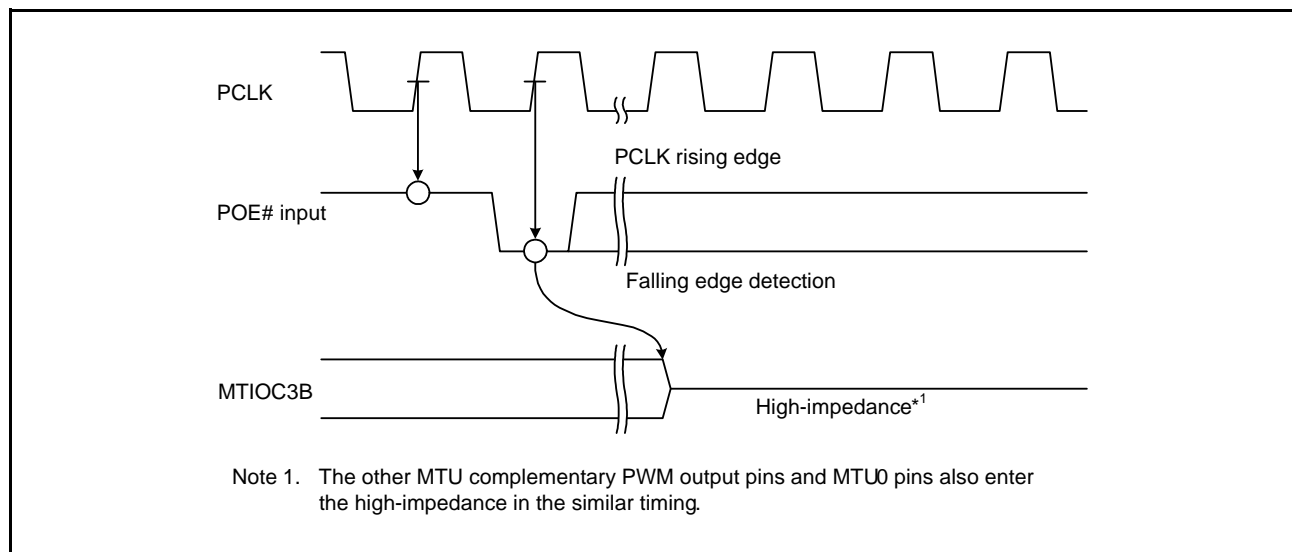 PCLK
PCLK rising edge
POE# input
Falling edge detection
MTIOC3B
High-impedance*1
Note 1. The other MTU complementary PWM output pins and MTU0 pins also enter
the high-impedance in the similar timing.